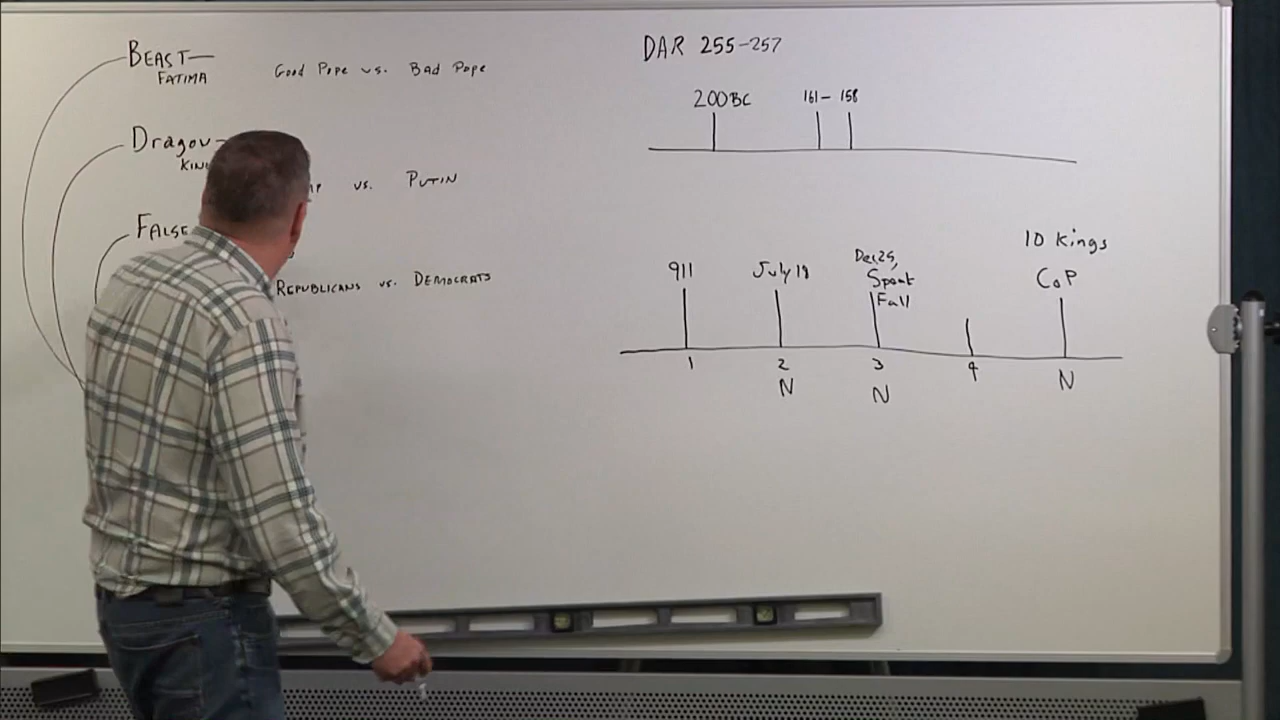 BEAST—
FATIMA
Good Pope vs. Bad Pope
Dragon
vs. PUTIN
FALSE
REPUBLICANS vs. DEMOCRATS
DAR 255-257
200BC 161- 158
10 Kings
911 July 18 Dec 25, CoP
Fall
1 2 3 4
N N N